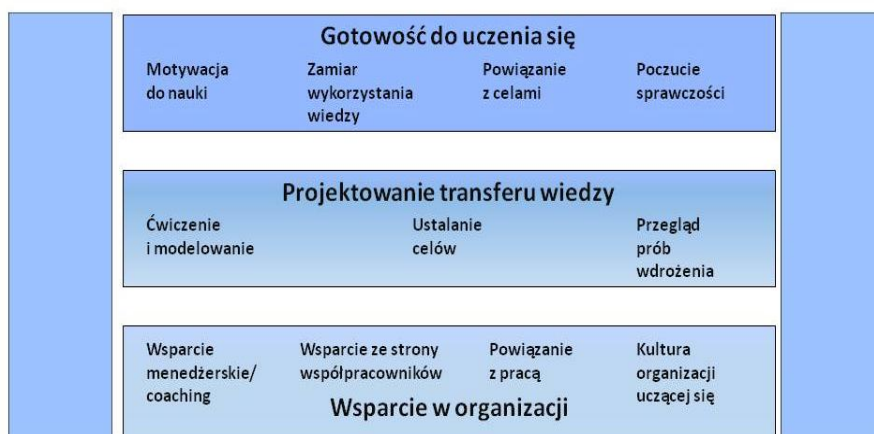 Gotowość do uczenia się
Motywacja
do nauki
Zamiar
wykorzystania
wiedzy
Powiązanie
z celami
Poczucie
sprawczości
Projektowanie transferu wiedzy
Ćwiczenie
i modelowanie
Ustalanie
celów
Przegląd
prób
wdrożenia
Wsparcie
menedżerskie/
coaching
Wsparcie ze strony
współpracowników
Powiązanie
z pracą
Kultura
organizacji
uczącej się
Wsparcie w organizacji